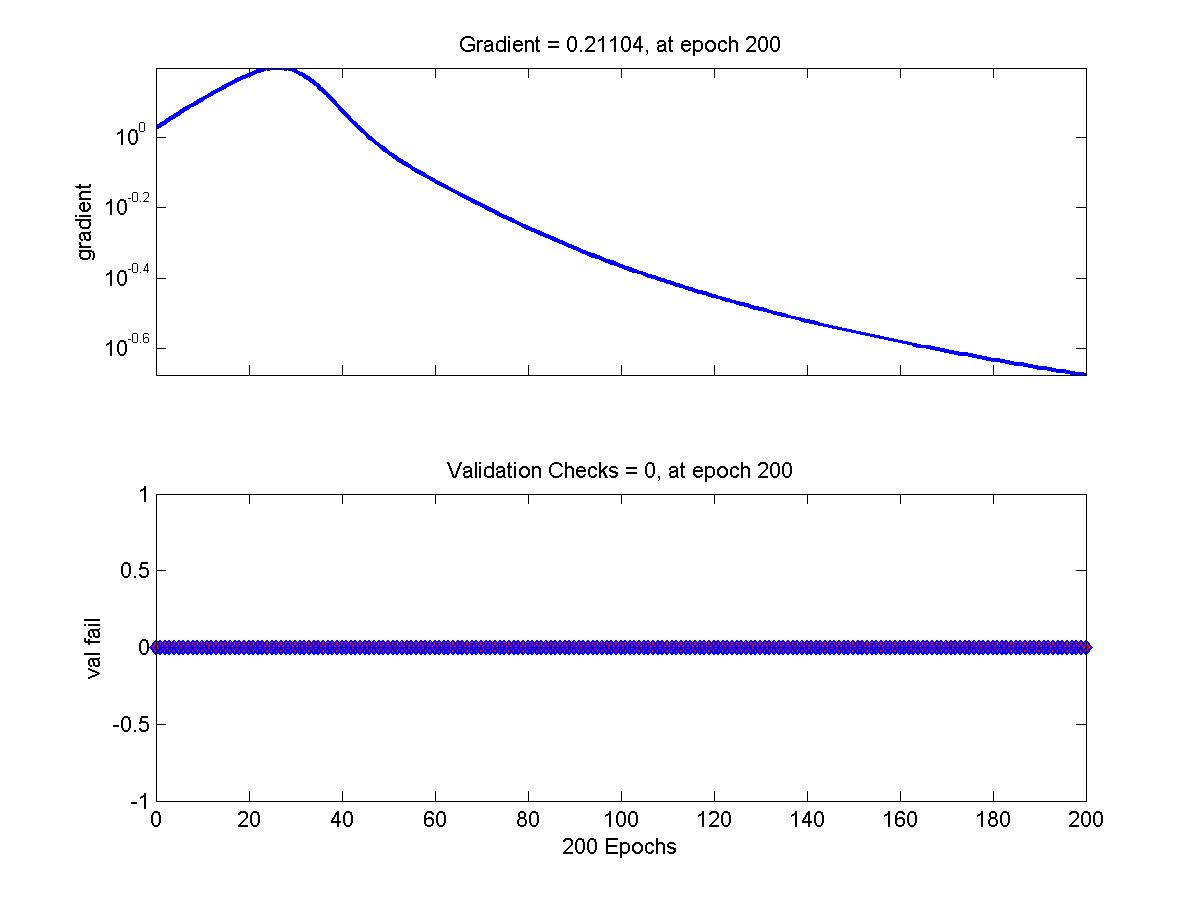 Gradient = 0.21104, at epoch 200
10^0
10^-0.2
10^-0.4
10^-0.6
gradient
Validation Checks = 0, at epoch 200
1
0.5
0
-0.5
-1
val fail
0 20 40 60 80 100 120 140 160 180 200
200 Epochs